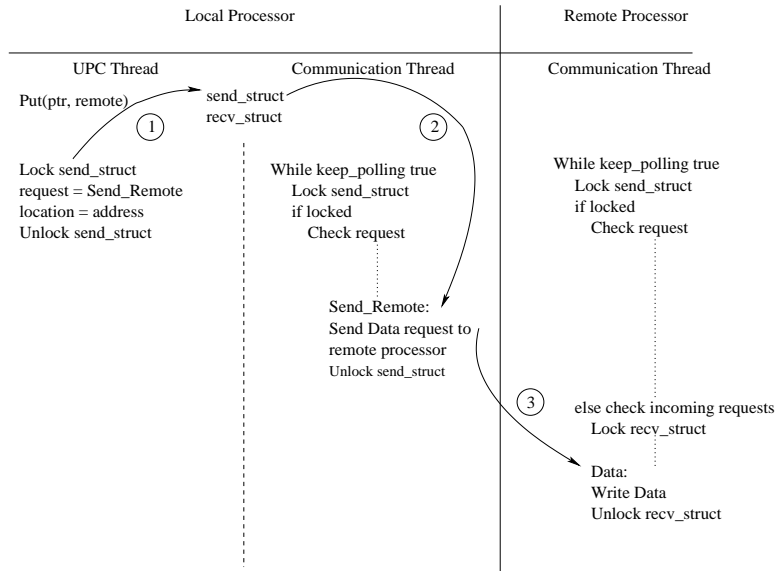 Local Processor
Remote Processor
UPC Thread
Communication Thread
Communication Thread
Put(ptr, remote)
send_struct
recv_struct
1
2
Lock send_struct
request = Send_Remote
location = address
Unlock send_struct
While keep_polling true
Lock send_struct
if locked
Check request
Send_Remote:
Send Data request to
remote processor
Unlock send_struct
While keep_polling true
Lock send_struct
if locked
Check request
3
else check incoming requests
Lock recv_struct
Data:
Write Data
Unlock recv_struct